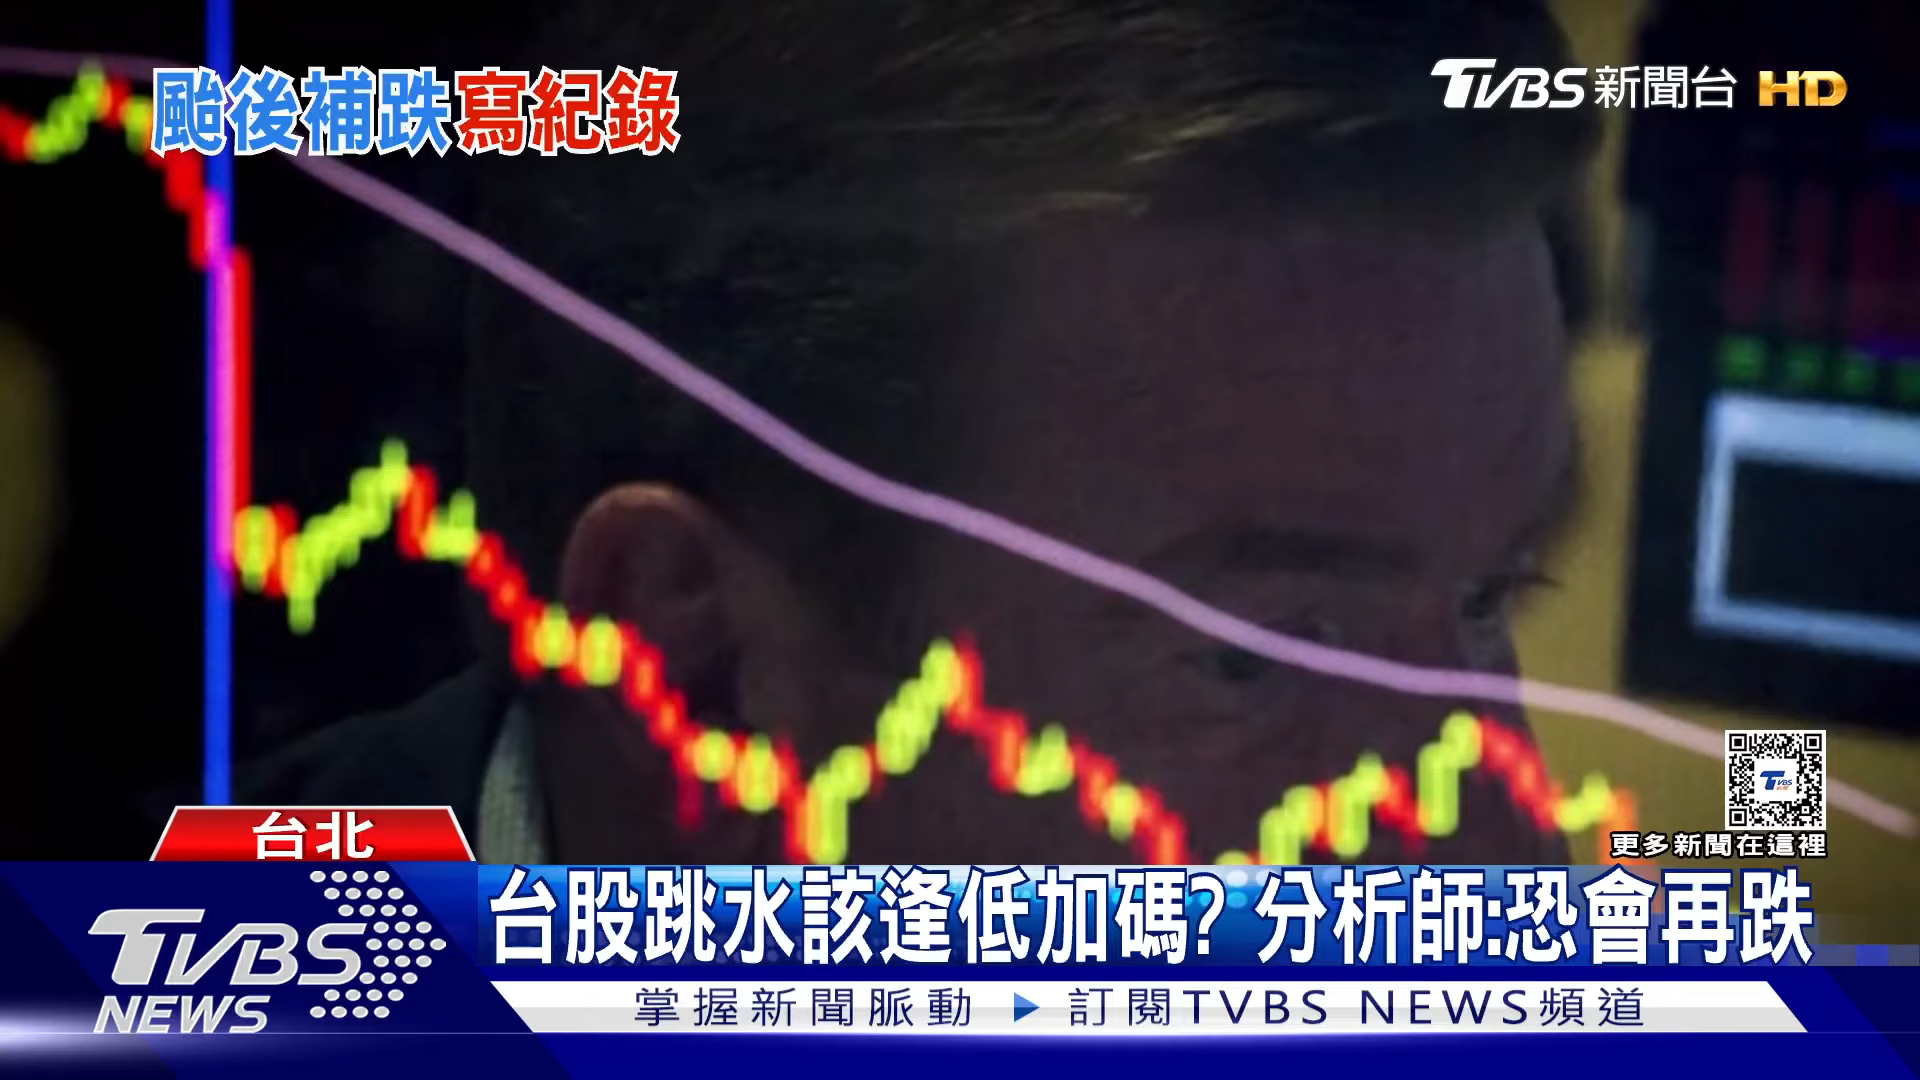 颱後補跌寫紀錄
TVBS新聞台 HD
TVBS
新聞
更多新聞在這裡
台北
台股跳水該逢低加碼? 分析師:恐會再跌
TVBS
NEWS
掌握新聞脈動 ▶ 訂閱TVBS NEWS頻道